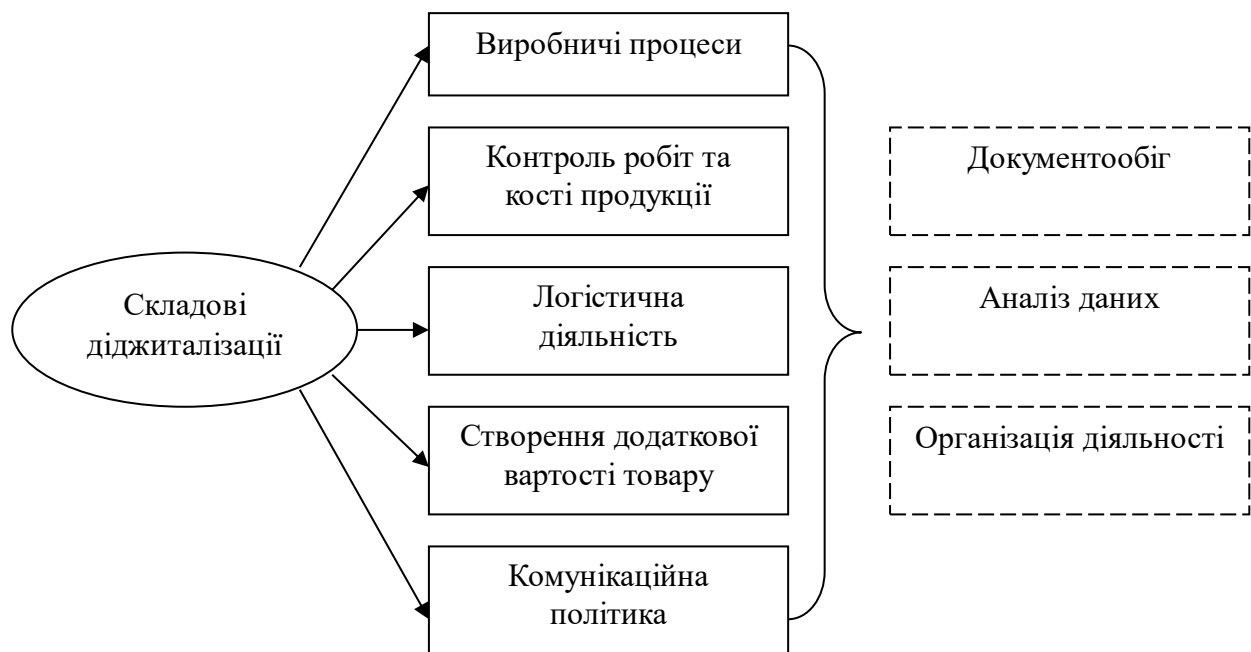 Складові
діджиталізації
Виробничі процеси
Контроль робіт та
кості продукції
Логістична
діяльність
Створення додаткової
вартості товару
Комунікаційна
політика
Документообіг
Аналіз даних
Організація діяльності